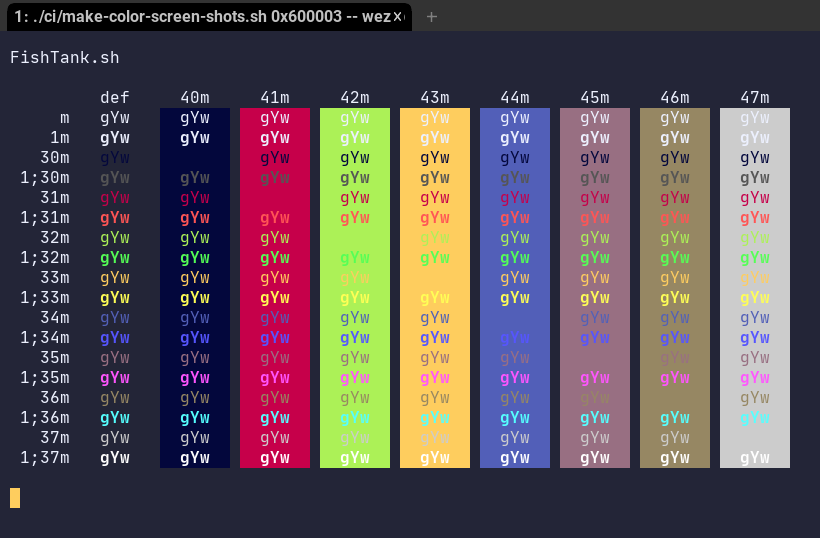 1: ./ci/make-color-screen-shots.sh 0x600003 -- wez× +
FishTank.sh
def 40m 41m 42m 43m 44m 45m 46m 47m
m gYw gYw gYw gYw gYw gYw gYw gYw gYw
1m gYw gYw gYw gYw gYw gYw gYw gYw gYw
30m gYw gYw gYw gYw gYw gYw gYw gYw
1;30m gYw gYw gYw gYw gYw gYw gYw gYw gYw
31m gYw gYw gYw gYw gYw gYw gYw gYw
1;31m gYw gYw gYw gYw gYw gYw gYw gYw gYw
32m gYw gYw gYw gYw gYw gYw gYw gYw
1;32m gYw gYw gYw gYw gYw gYw gYw gYw gYw
33m gYw gYw gYw gYw gYw gYw gYw gYw
1;33m gYw gYw gYw gYw gYw gYw gYw gYw gYw
34m gYw gYw gYw gYw gYw gYw gYw gYw
1;34m gYw gYw gYw gYw gYw gYw gYw gYw gYw
35m gYw gYw gYw gYw gYw gYw gYw gYw
1;35m gYw gYw gYw gYw gYw gYw gYw gYw gYw
36m gYw gYw gYw gYw gYw gYw gYw gYw
1;36m gYw gYw gYw gYw gYw gYw gYw gYw gYw
37m gYw gYw gYw gYw gYw gYw gYw gYw
1;37m gYw gYw gYw gYw gYw gYw gYw gYw gYw